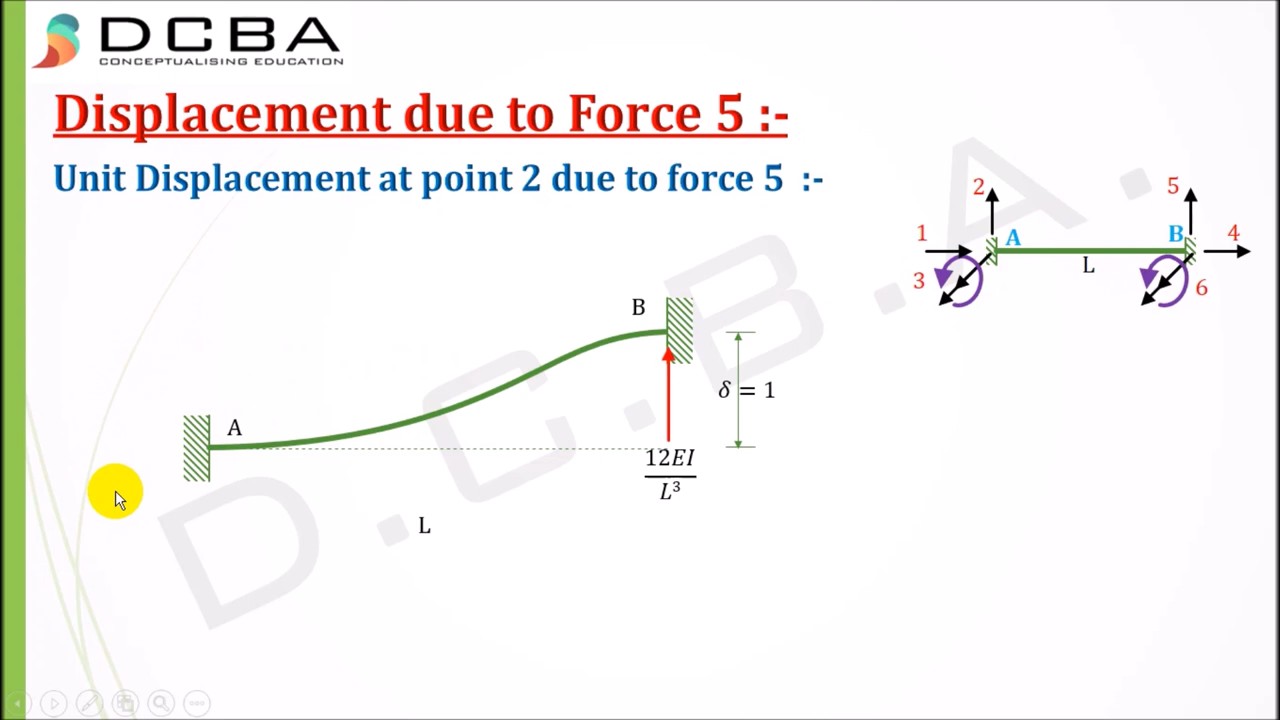 DCBA
CONCEPTUALISING EDUCATION
Displacement due to Force 5 :-
Unit Displacement at point 2 due to force 5 :-
2
5
1
A
B
4
L
3
6
B
A
δ = 1
12EI
L³
L
D.C.B.A.